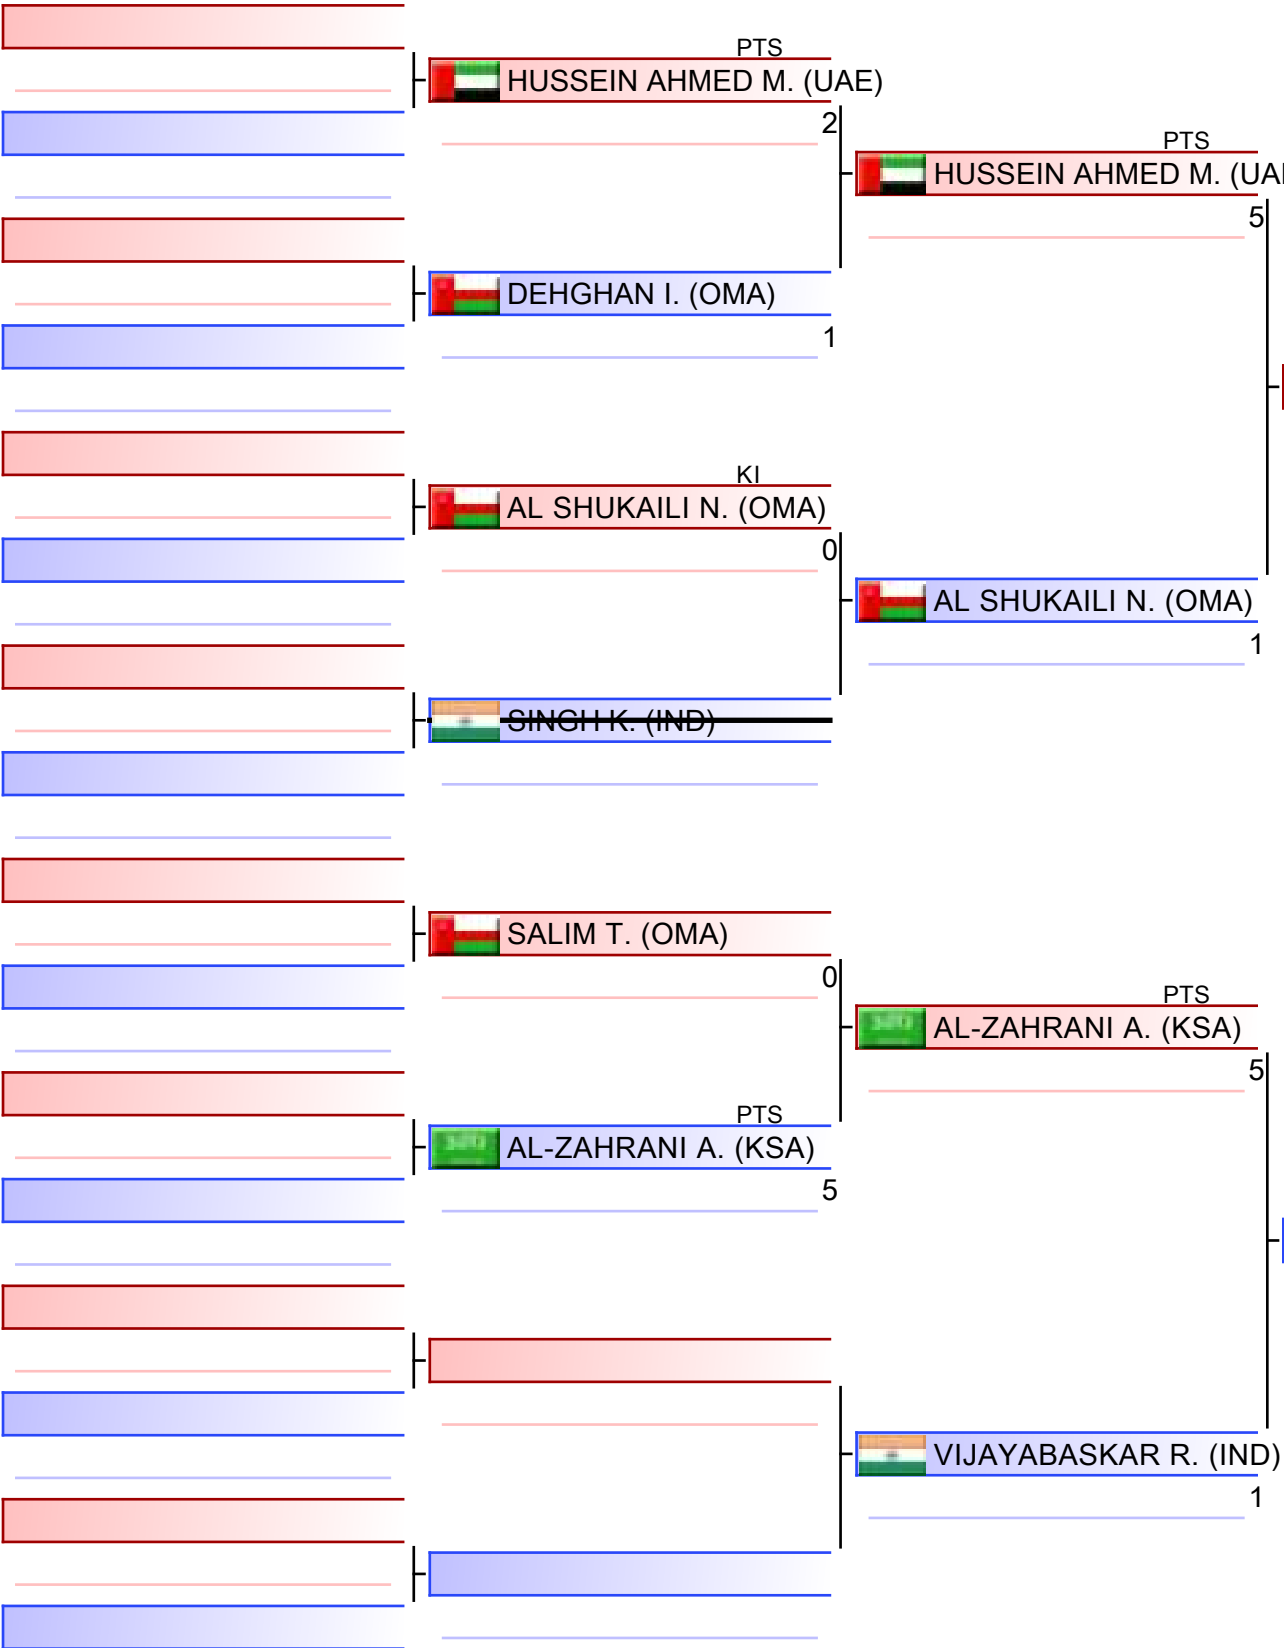 PTS
HUSSEIN AHMED M. (UAE)
2
PTS
HUSSEIN AHMED M. (UAE
5
DEHGHAN I. (OMA)
1
KI
AL SHUKAILI N. (OMA)
0
AL SHUKAILI N. (OMA)
1
SINGH K. (IND)
SALIM T. (OMA)
0
PTS
AL-ZAHRANI A. (KSA)
5
PTS
AL-ZAHRANI A. (KSA)
5
VIJAYABASKAR R. (IND)
1